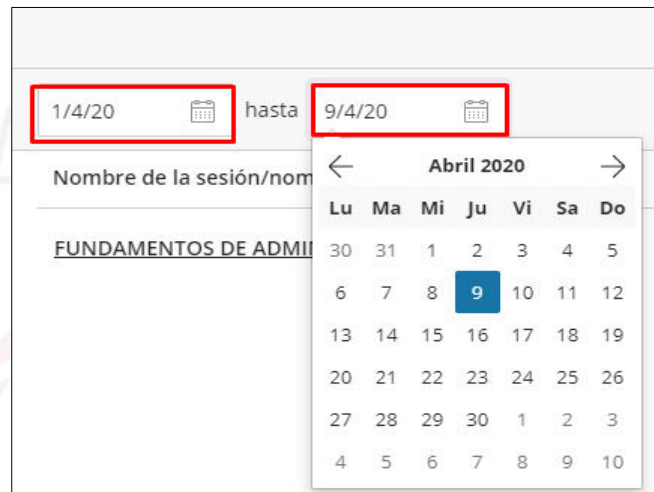 1/4/20 hasta 9/4/20
Nombre de la sesión/nom
FUNDAMENTOS DE ADMI
Abril 2020
Lu Ma Mi Ju Vi Sa Do
30 31 1 2 3 4 5
6 7 8 9 10 11 12
13 14 15 16 17 18 19
20 21 22 23 24 25 26
27 28 29 30 1 2 3
4 5 6 7 8 9 10